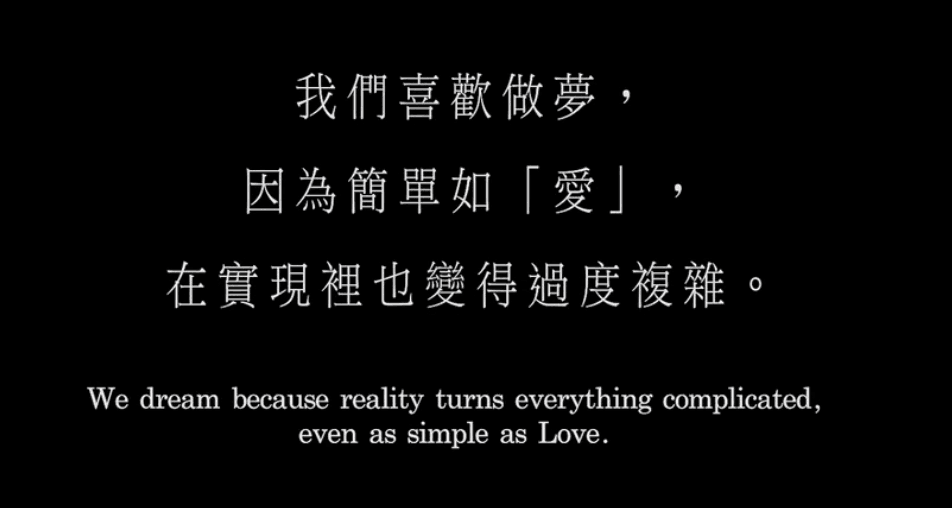 我們喜歡做夢，
因為簡單如「愛」，
在實現裡也變得過度複雜。
We dream because reality turns everything complicated,
even as simple as Love.